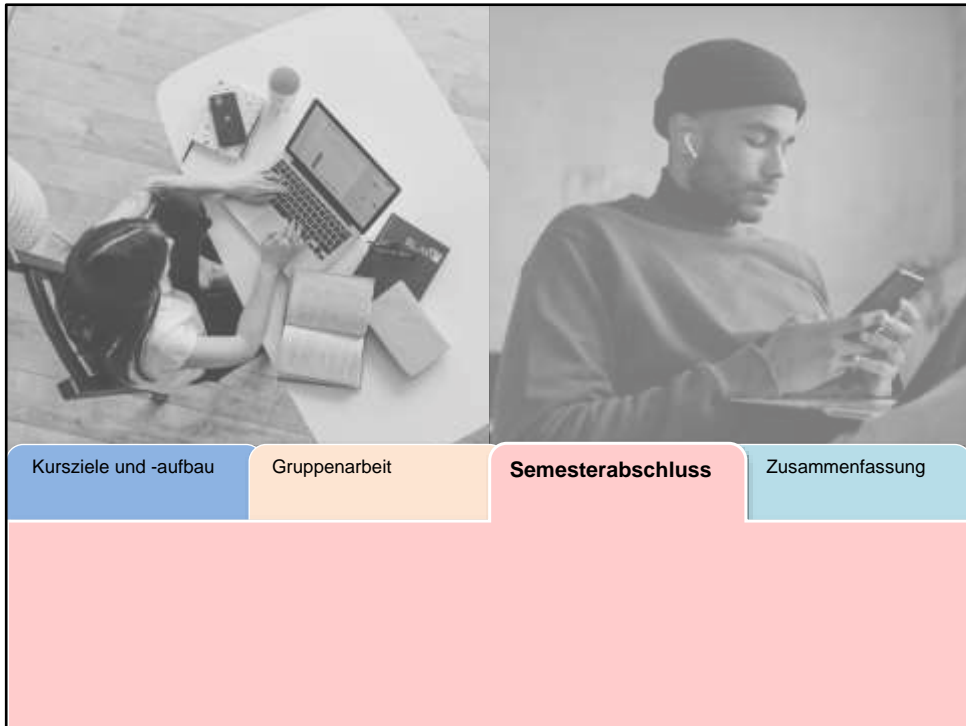 Kursziele und -aufbau
Gruppenarbeit
Semesterabschluss
Zusammenfassung